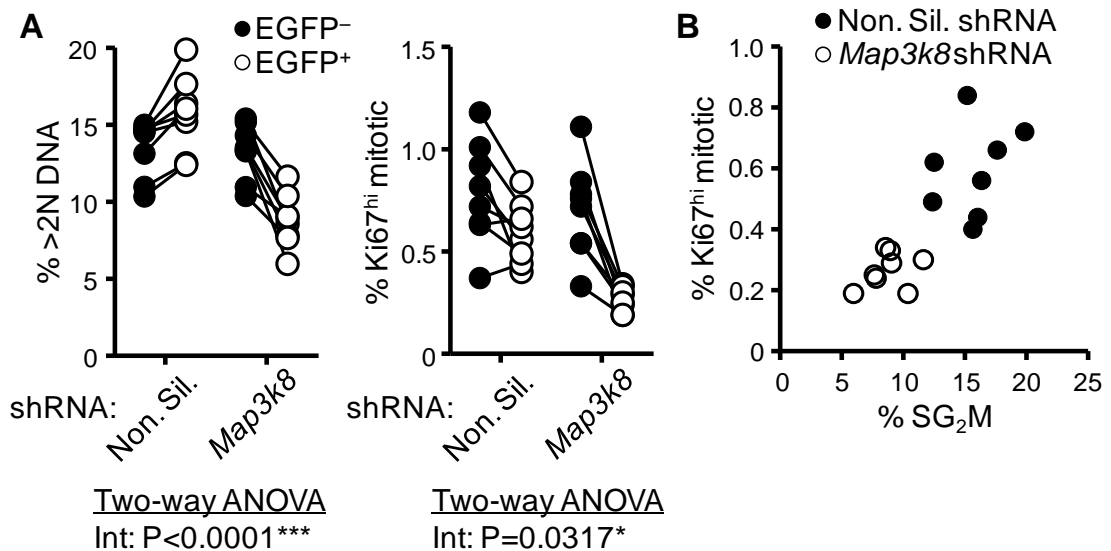 A
EGFP–
EGFP+
% >2N DNA
20
15
10
5
0
shRNA:
Non. Sil.
Map3k8
Two-way ANOVA
Int: P<0.0001***
% Ki67hi mitotic
1.5
1.0
0.5
0
shRNA:
Non. Sil.
Map3k8
Two-way ANOVA
Int: P=0.0317*
B
Non. Sil. shRNA
Map3k8 shRNA
% Ki67hi mitotic
1.0
0.8
0.6
0.4
0.2
0
0 5 10 15 20 25
% SG2M